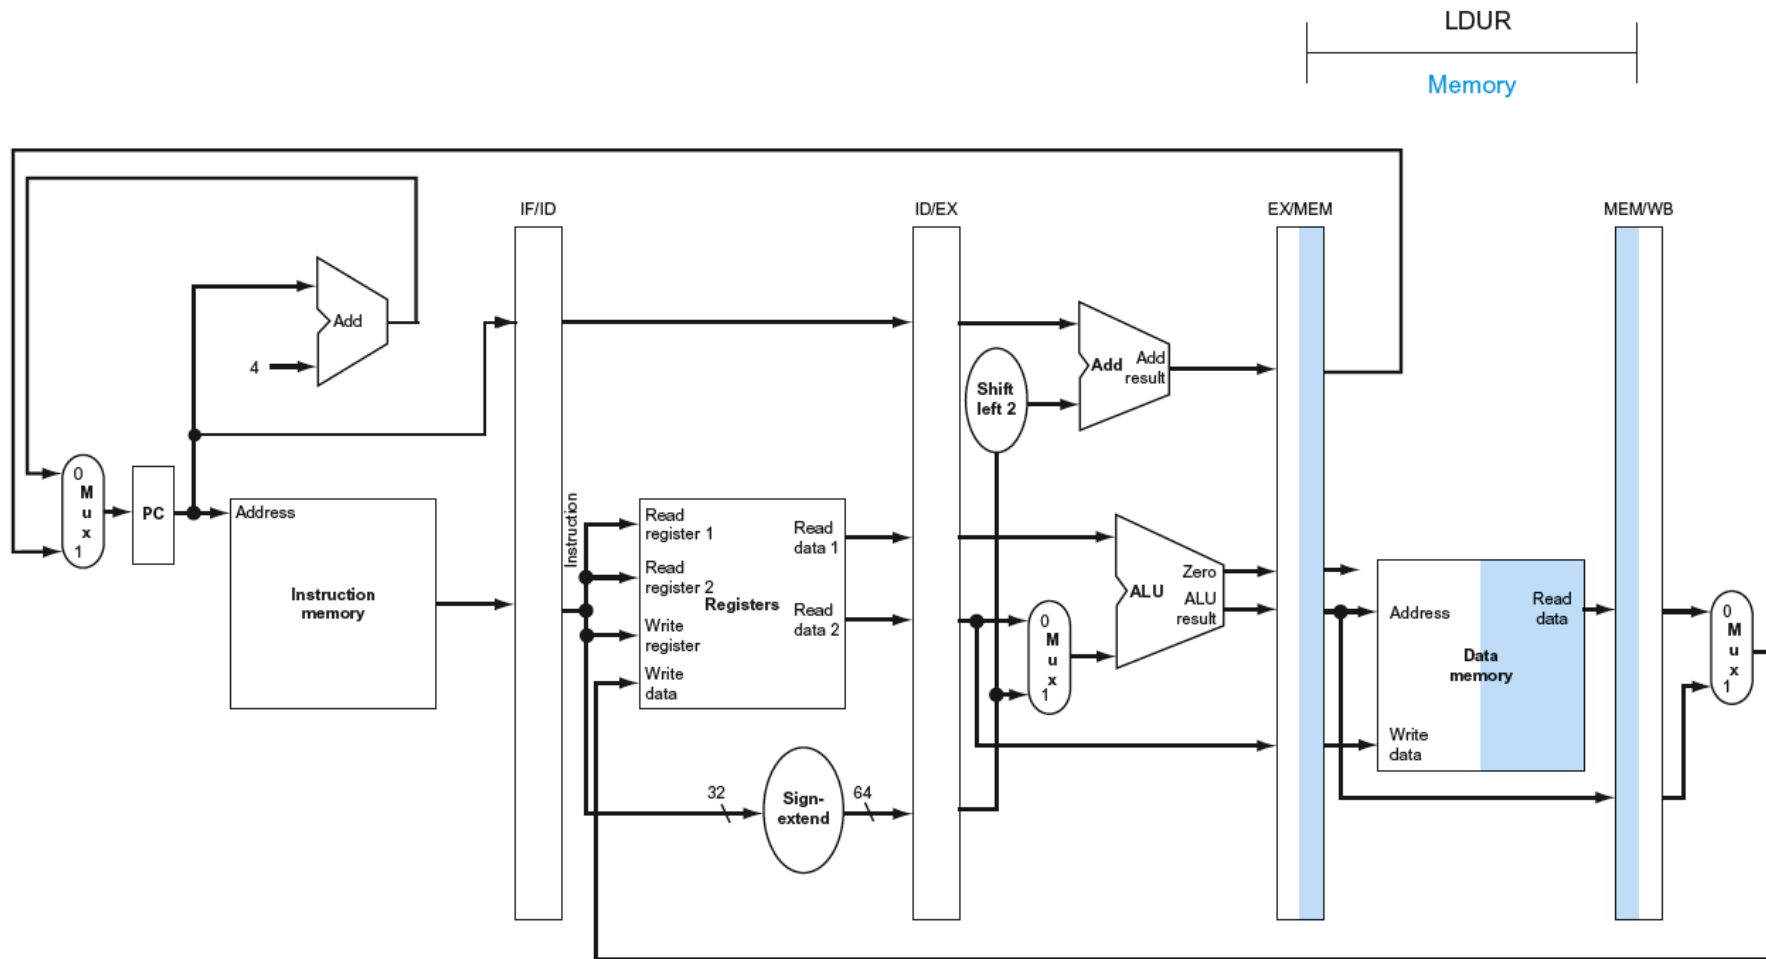 LDUR
Memory
IF/ID
ID/EX
EX/MEM
MEM/WB
Add
4
Add
Add
result
Shift
left 2
0
M
u
x
1
PC
Address
Instruction
memory
Instruction
Read
register 1
Read
register 2
Write
register
Write
data
Registers
Read
data 1
Read
data 2
0
M
u
x
1
Zero
ALU
ALU
result
Address
Read
data
Data
memory
Write
data
0
M
u
x
1
32
Sign-
extend
64